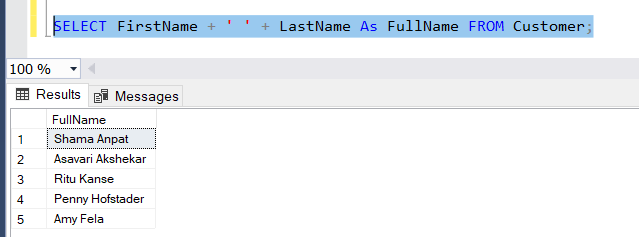 SELECT FirstName + ' ' + LastName As FullName FROM Customer;
100 %
Results Messages
FullName
1 Shama Anpat
2 Asavari Akshekar
3 Ritu Kanse
4 Penny Hofstader
5 Amy Fela